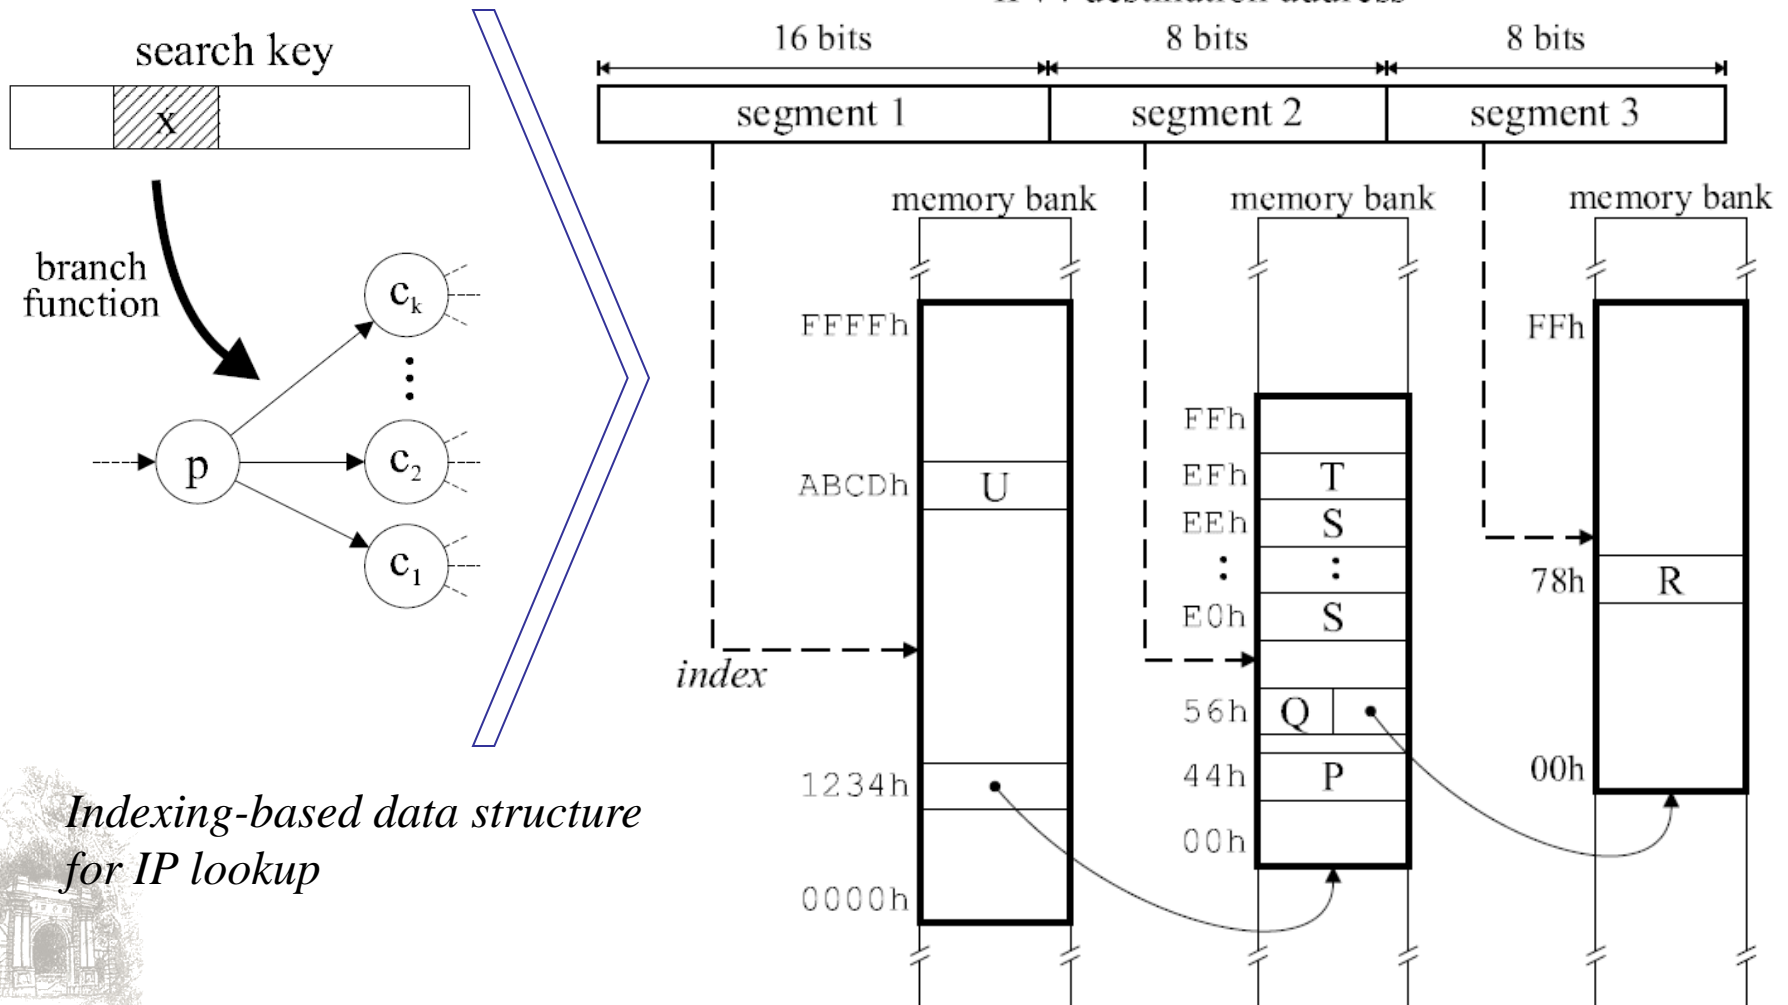 search key
x
branch
function
p
c_k
c_2
c_1
Indexing-based data structure
for IP lookup
destination address
16 bits
8 bits
8 bits
segment 1
segment 2
segment 3
memory bank
memory bank
memory bank
index
FFFFh
ABCDh U
1234h
0000h
FFh
EFh T
EEh S
E0h S
56h Q
44h P
00h
FFh
78h R
00h